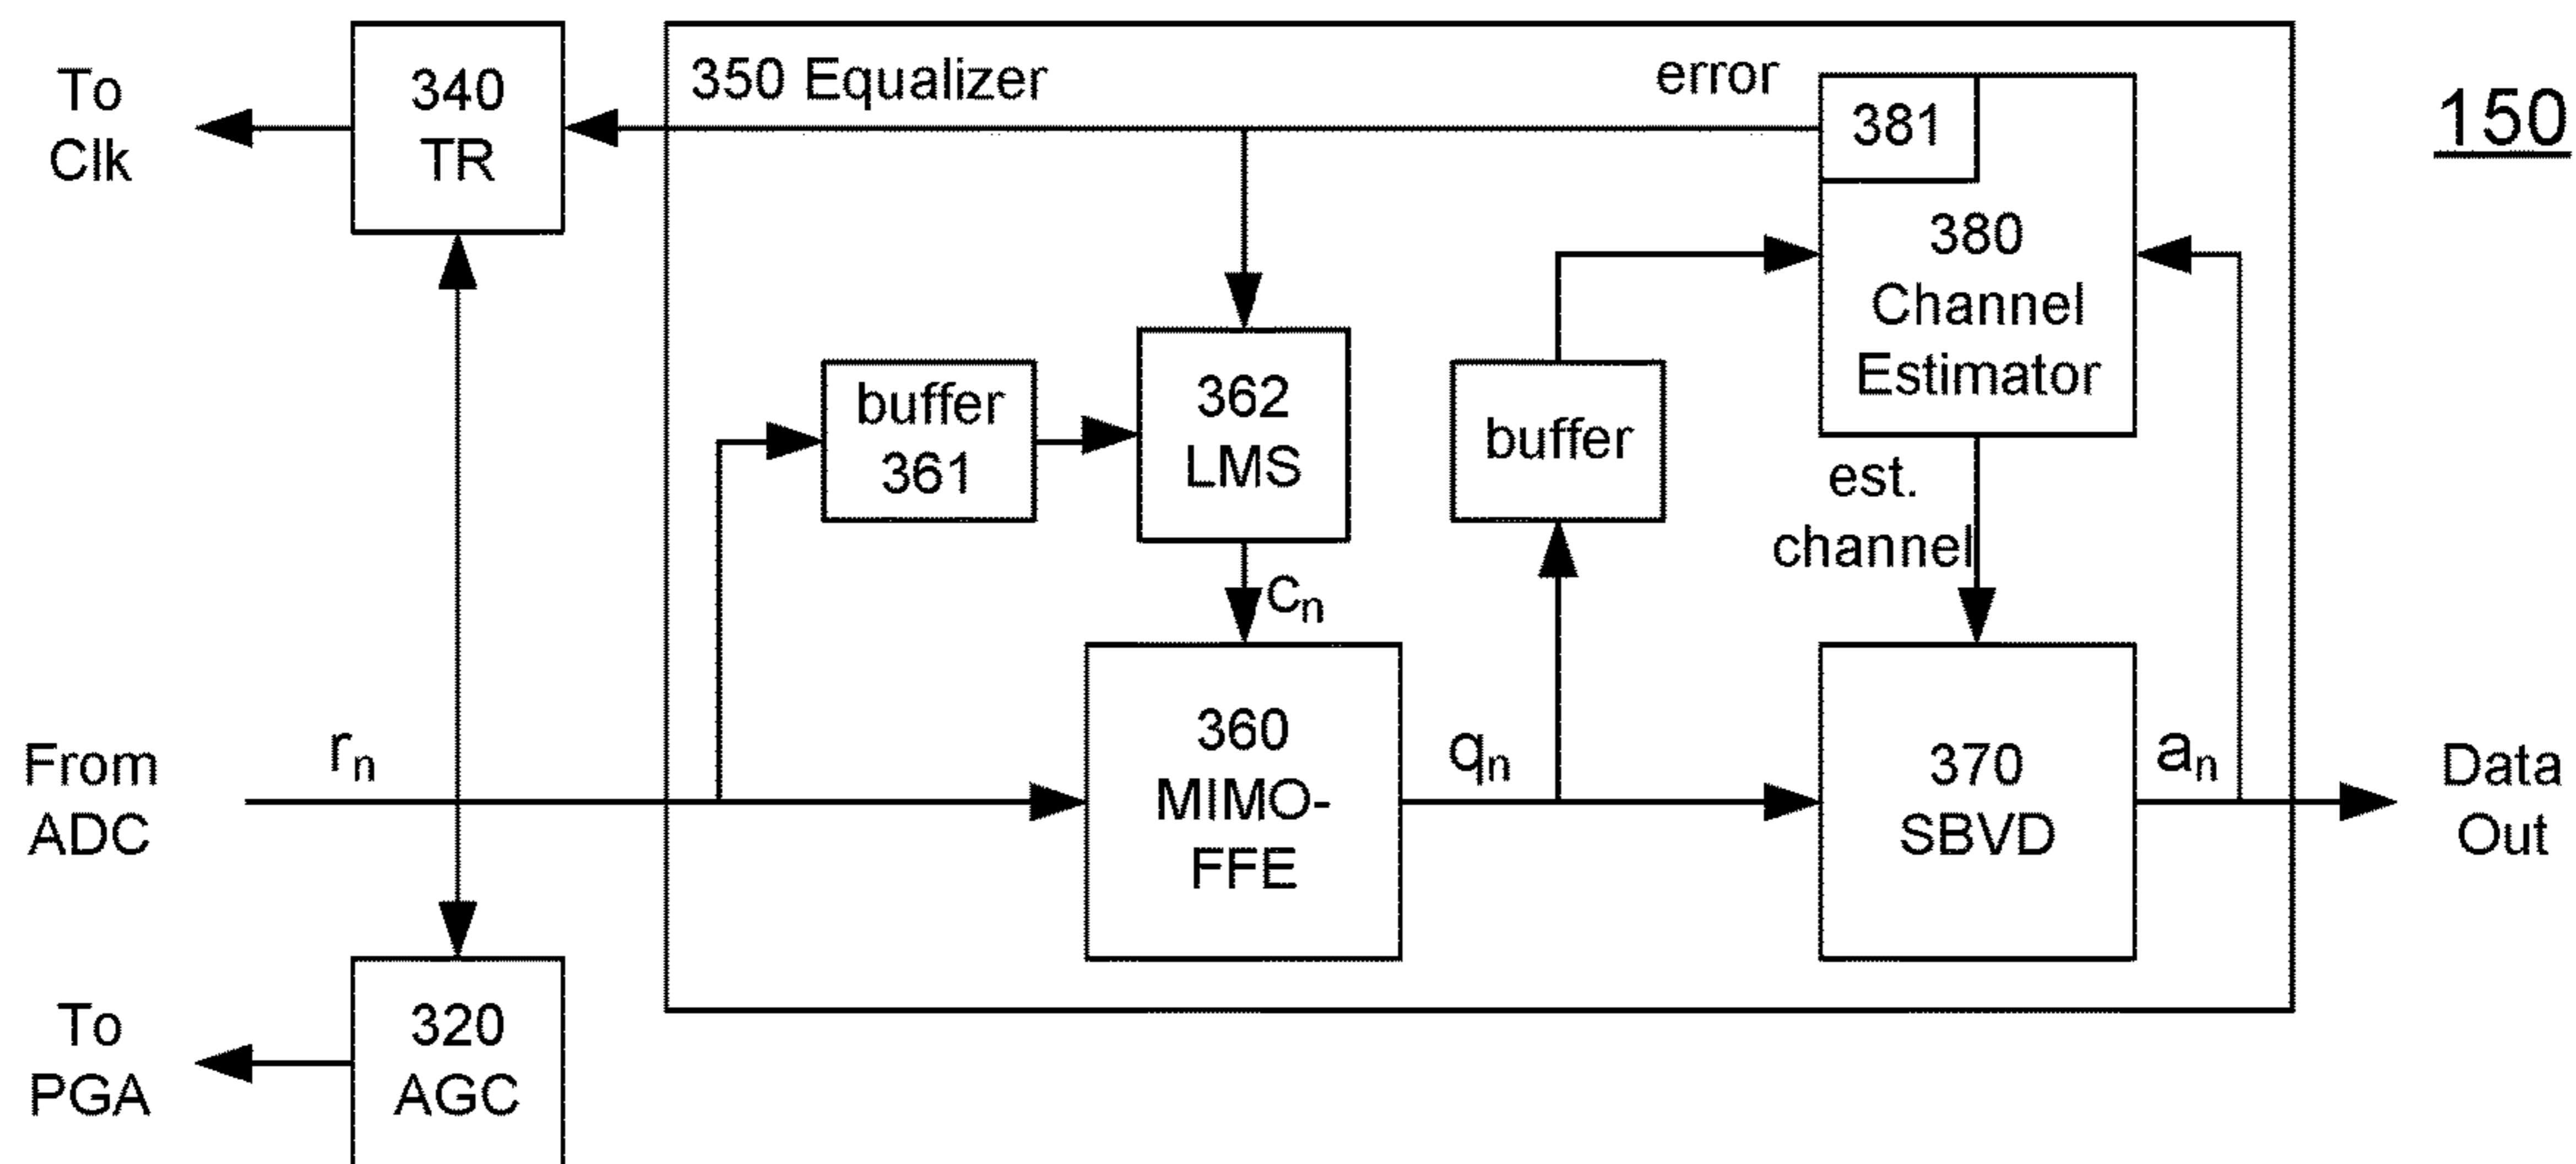 To
Clk
340
TR
350 Equalizer
error
381
150
380
Channel
Estimator
buffer
361
362
LMS
buffer
est.
channel
cn
From
ADC
rn
360
MIMO-
FFE
qn
370
SBVD
an
Data
Out
To
PGA
320
AGC